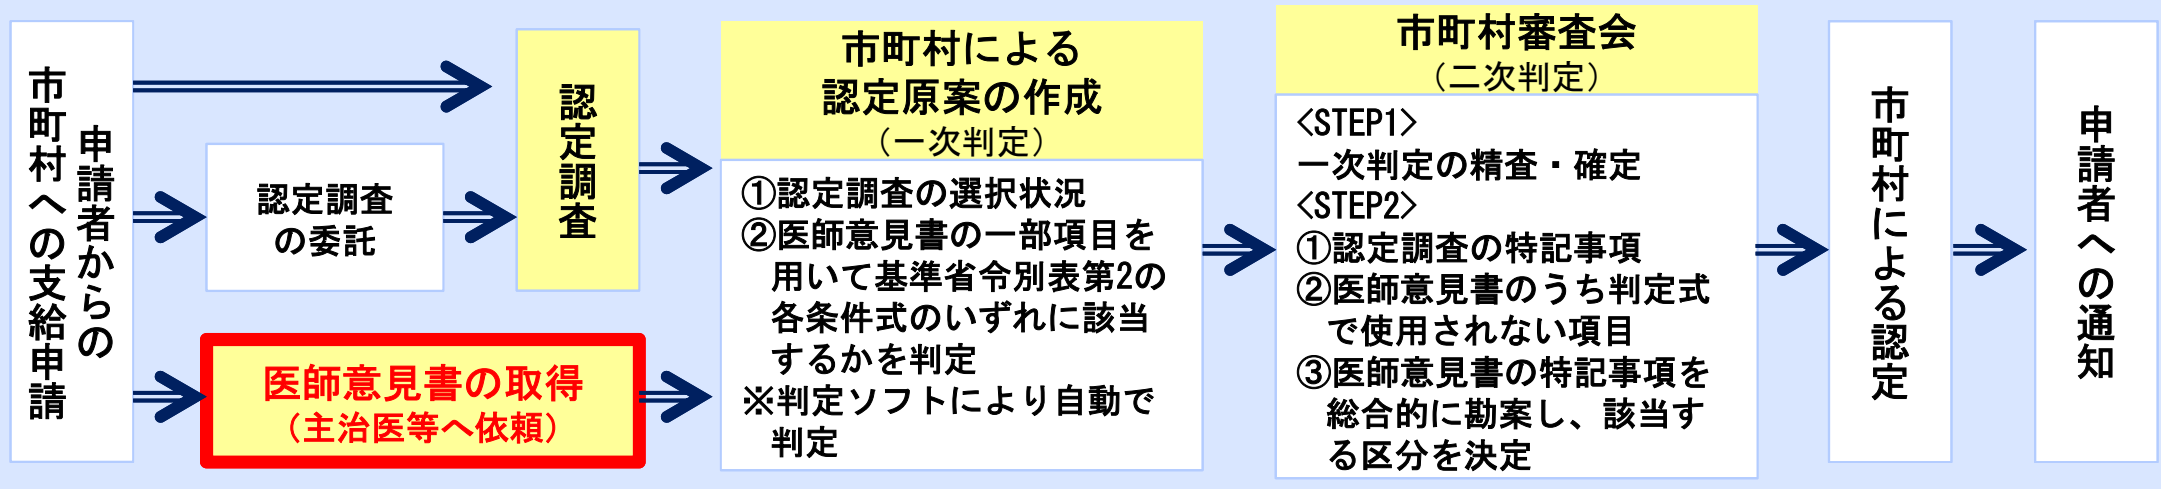 申請者からの
市町村への支給申請
認定調査
の委託
認定調査
医師意見書の取得
（主治医等へ依頼）
市町村による
認定原案の作成
（一次判定）
①認定調査の選択状況
②医師意見書の一部項目を
用いて基準省令別表第2の
各条件式のいずれに該当
するかを判定
※判定ソフトにより自動で
判定
市町村審査会
（二次判定）
<STEP1>
一次判定の精査・確定
<STEP2>
①認定調査の特記事項
②医師意見書のうち判定式
で使用されない項目
③医師意見書の特記事項を
総合的に勘案し、該当す
る区分を決定
市町村による認定
申請者への通知